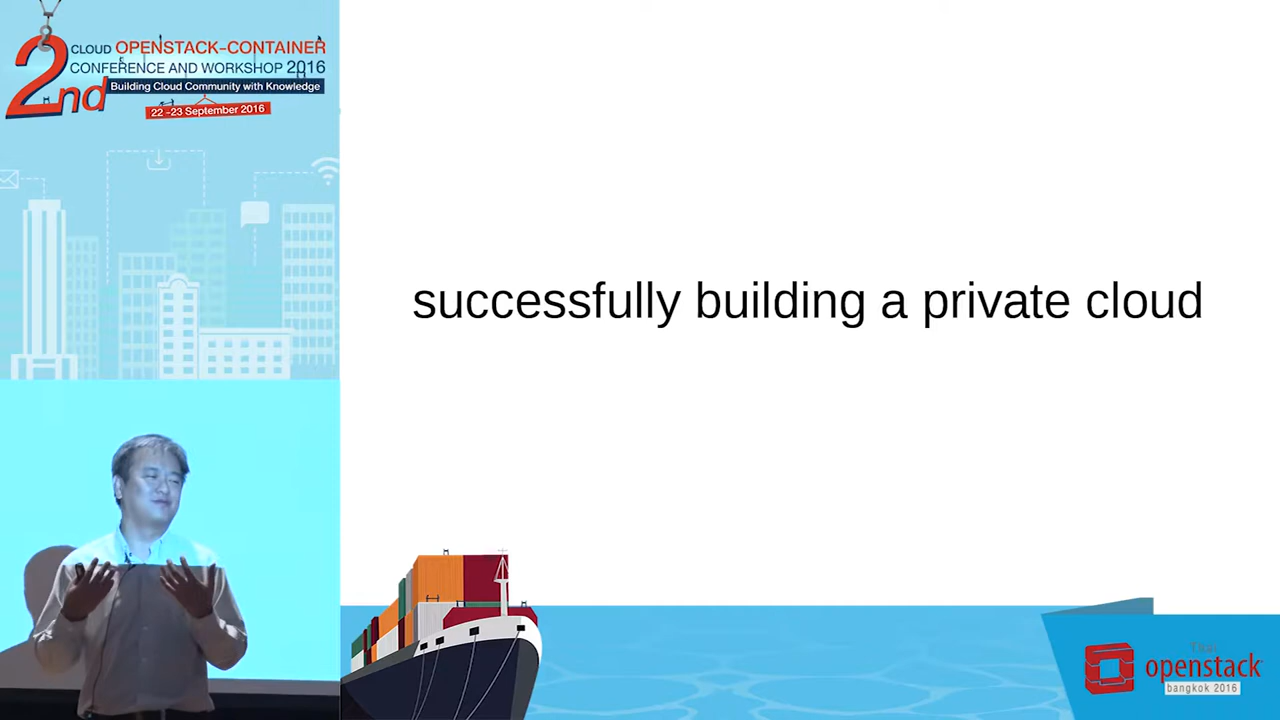 2nd
CLOUD OPENSTACK-CONTAINER
CONFERENCE AND WORKSHOP 2016
Building Cloud Community with Knowledge
22 -23 September 2016
successfully building a private cloud
Thai
openstack
bangkok 2016